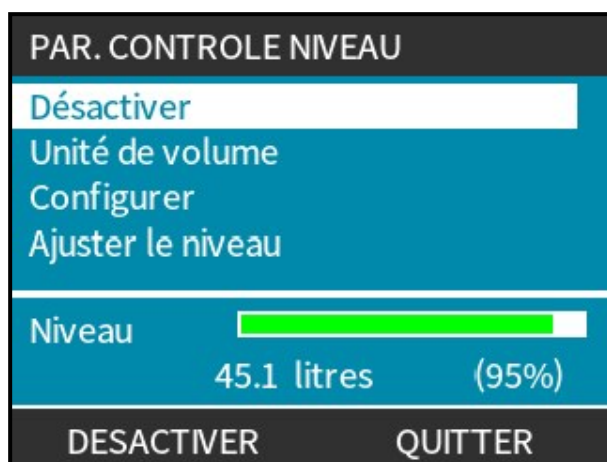 PAR. CONTROLE NIVEAU
Désactiver
Unité de volume
Configurer
Ajuster le niveau
Niveau
45.1 litres (95%)
DESACTIVER QUITTER